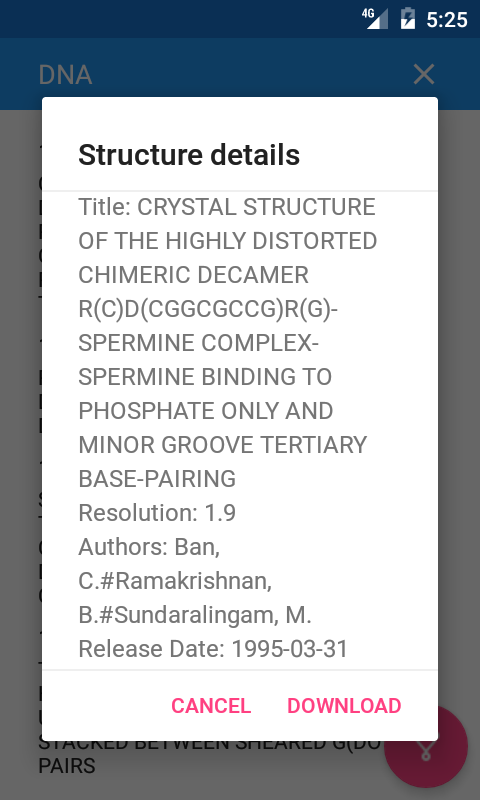 4G 5:25
DNA
Structure details
Title: CRYSTAL STRUCTURE
OF THE HIGHLY DISTORTED
CHIMERIC DECAMER
R(C)D(CGGCGCCG)R(G)-
SPERMINE COMPLEX-
SPERMINE BINDING TO
PHOSPHATE ONLY AND
MINOR GROOVE TERTIARY
BASE-PAIRING
Resolution: 1.9
Authors: Ban,
C.#Ramakrishnan,
B.#Sundaralingam, M.
Release Date: 1995-03-31
CANCEL DOWNLOAD
STACKED BETWEEN SHEARED G(DO
PAIRS